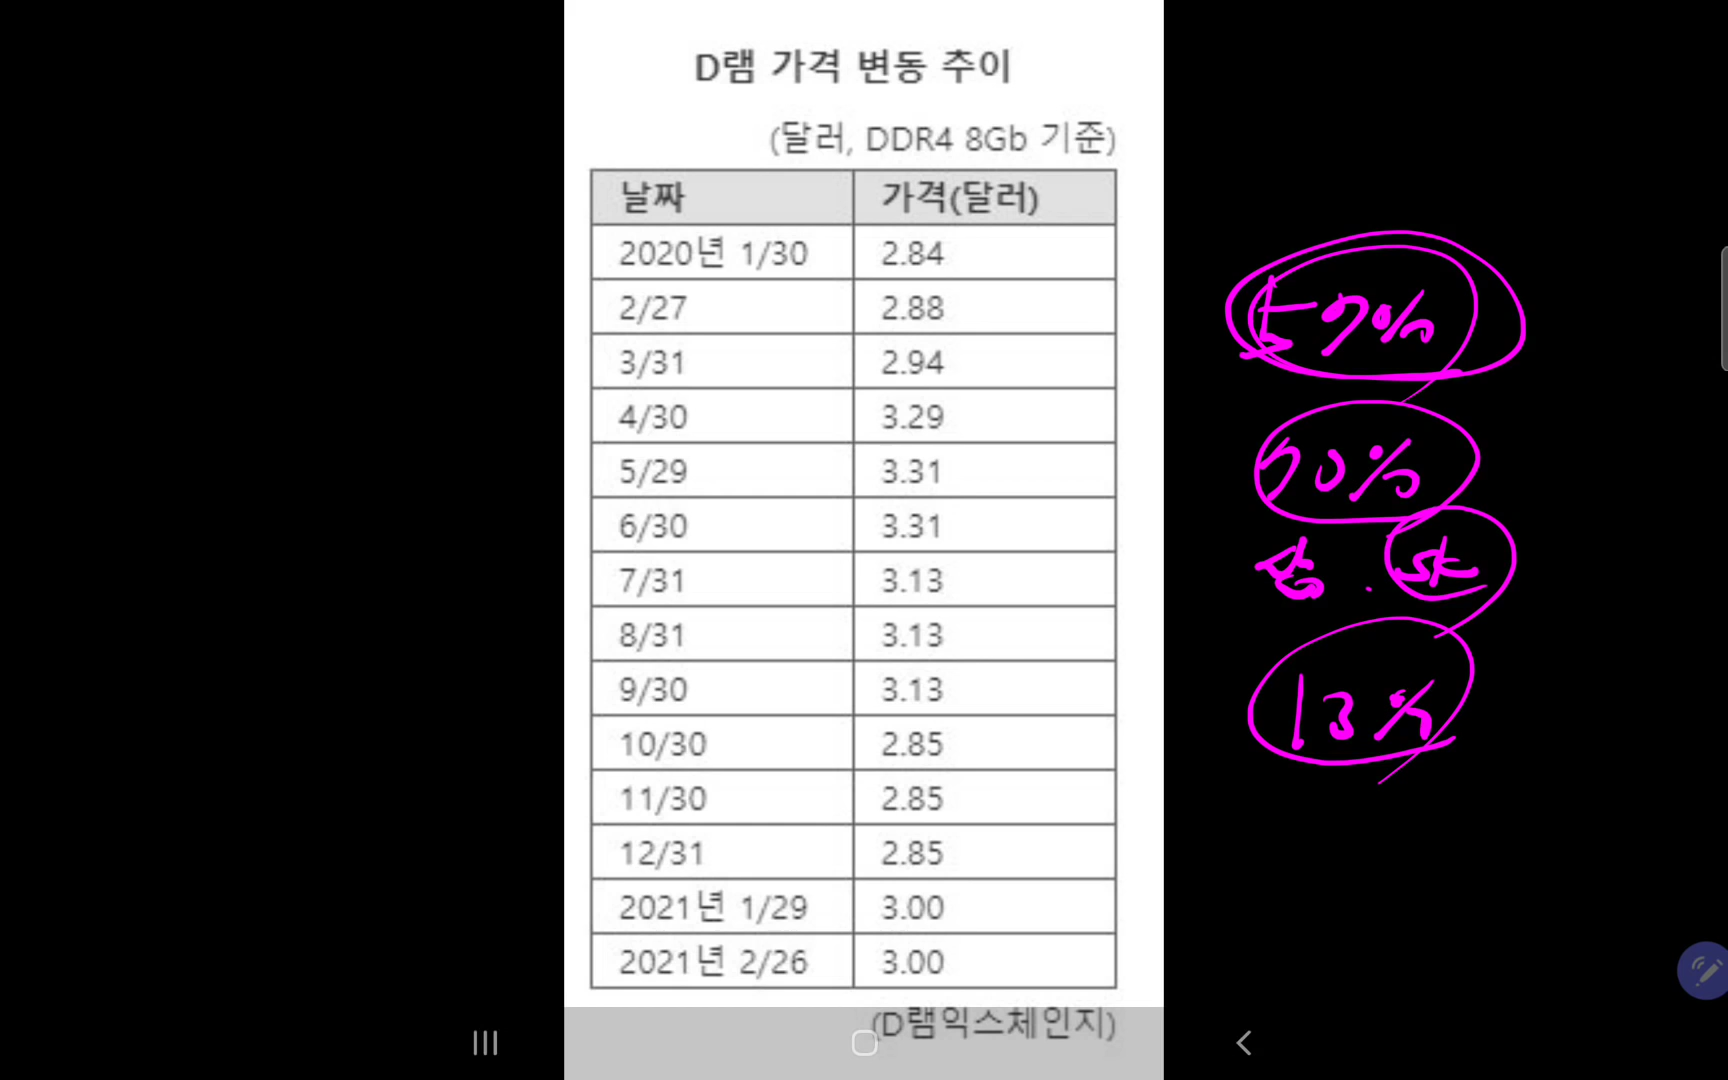 D램 가격 변동 추이
(달러, DDR4 8Gb 기준)
날짜 가격(달러)
2020년 1/30 2.84
2/27 2.88
3/31 2.94
4/30 3.29
5/29 3.31
6/30 3.31
7/31 3.13
8/31 3.13
9/30 3.13
10/30 2.85
11/30 2.85
12/31 2.85
2021년 1/29 3.00
2021년 2/26 3.00
(D램익스체인지)
70%
SK
13%